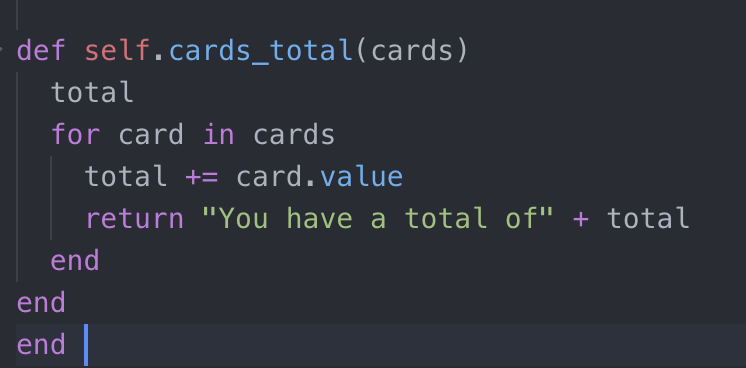 def self.cards_total(cards)
total
for card in cards
total += card.value
return "You have a total of" + total
end
end
end